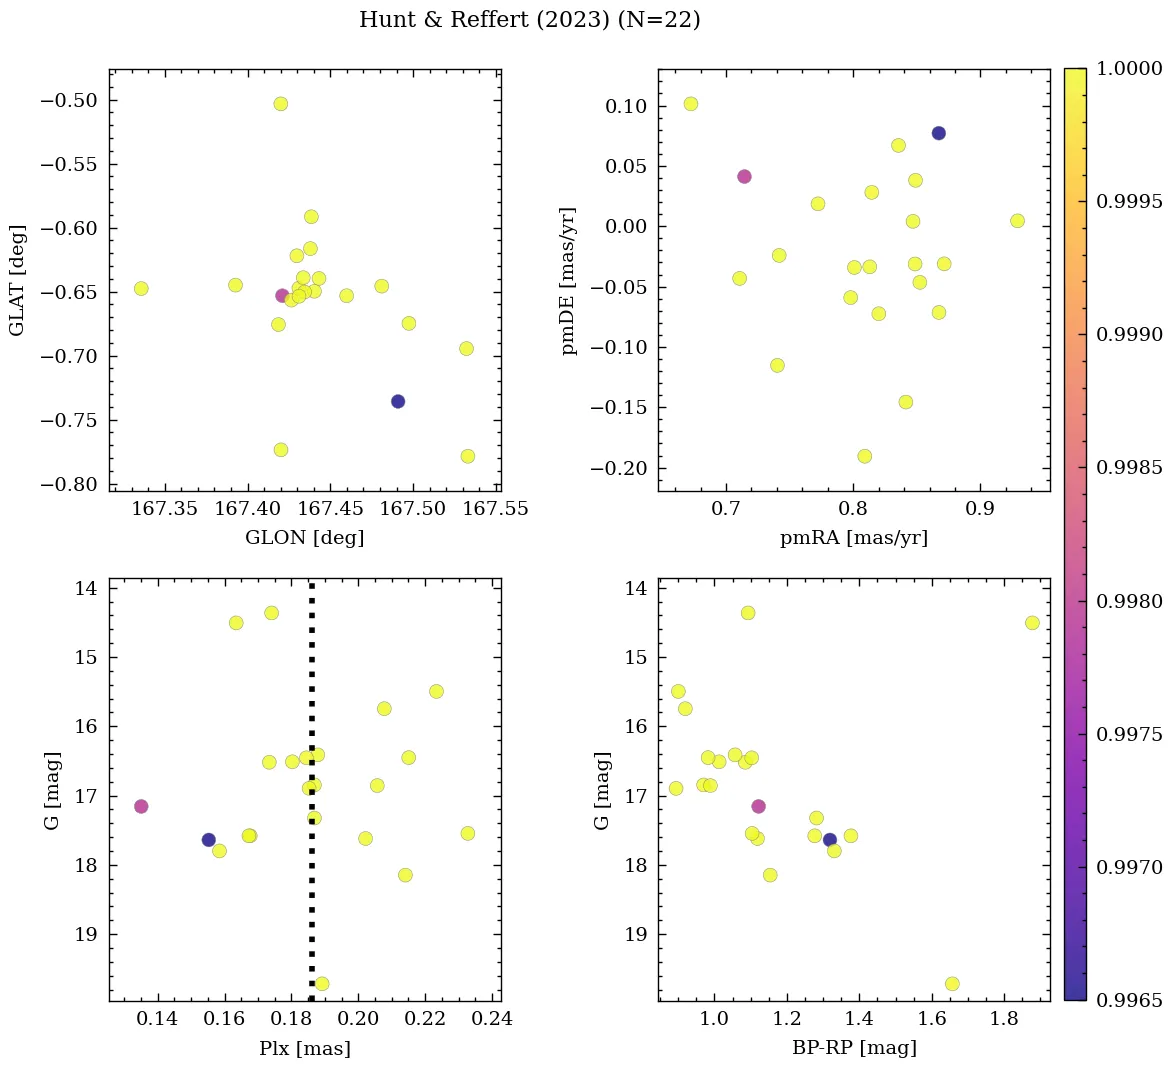 Hunt & Reffert (2023) (N=22)
−0.50
−0.55
−0.60
−0.65
−0.70
−0.75
−0.80
GLAT [deg]
167.35 167.40 167.45 167.50 167.55
GLON [deg]
0.10
0.05
0.00
−0.05
−0.10
−0.15
−0.20
pmDE [mas/yr]
0.7 0.8 0.9
pmRA [mas/yr]
14
15
16
17
18
19
G [mag]
0.14 0.16 0.18 0.20 0.22 0.24
Plx [mas]
14
15
16
17
18
19
G [mag]
1.0 1.2 1.4 1.6 1.8
BP-RP [mag]
1.0000
0.9995
0.9990
0.9985
0.9980
0.9975
0.9970
0.9965